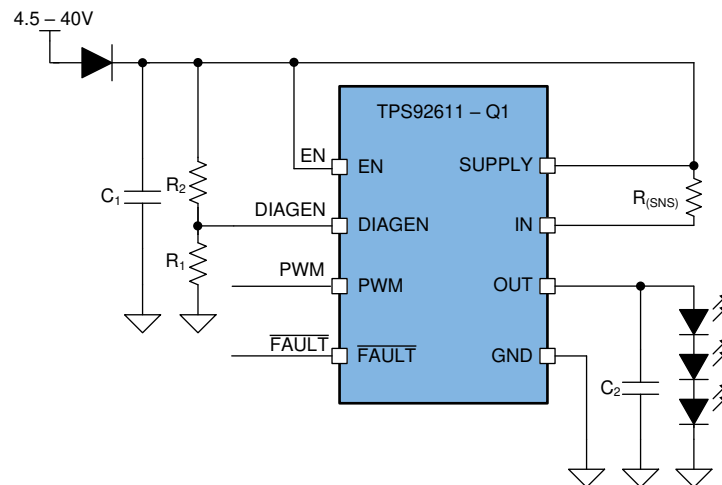 4.5 – 40V
TPS92611 – Q1
EN
EN
SUPPLY
R2
C1
R(SNS)
DIAGEN
DIAGEN
IN
R1
PWM
PWM
OUT
FAULT
FAULT
GND
C2